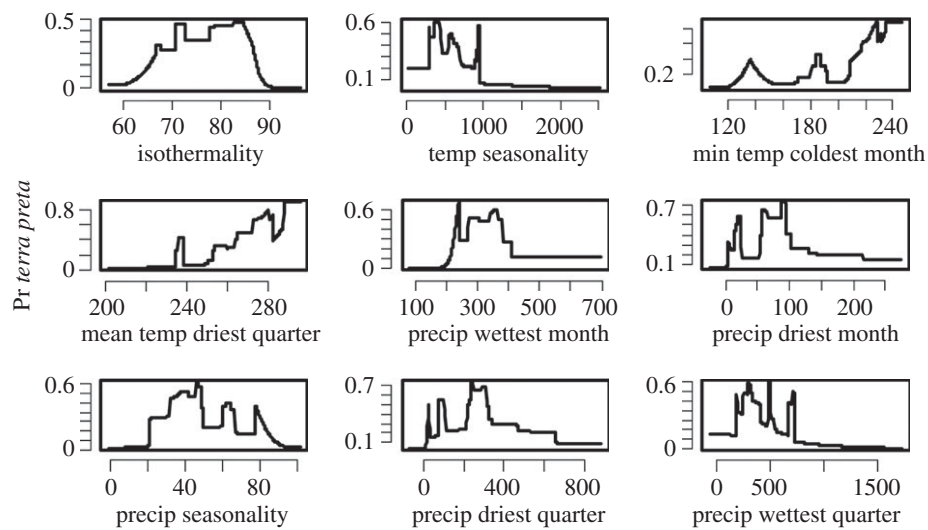 0.5
0
60 70 80 90
isothermality
0.1
0.6
0 1000 2000
temp seasonality
0.2
120 180 240
min temp coldest month
Pr terra preta
0.8
0
200 240 280
mean temp driest quarter
0.6
0
100 300 500 700
precip wettest month
0.7
0.1
0 100 200
precip driest month
0.6
0
0 40 80
precip seasonality
0.7
0.1
0 400 800
precip driest quarter
0.6
0
0 500 1500
precip wettest quarter